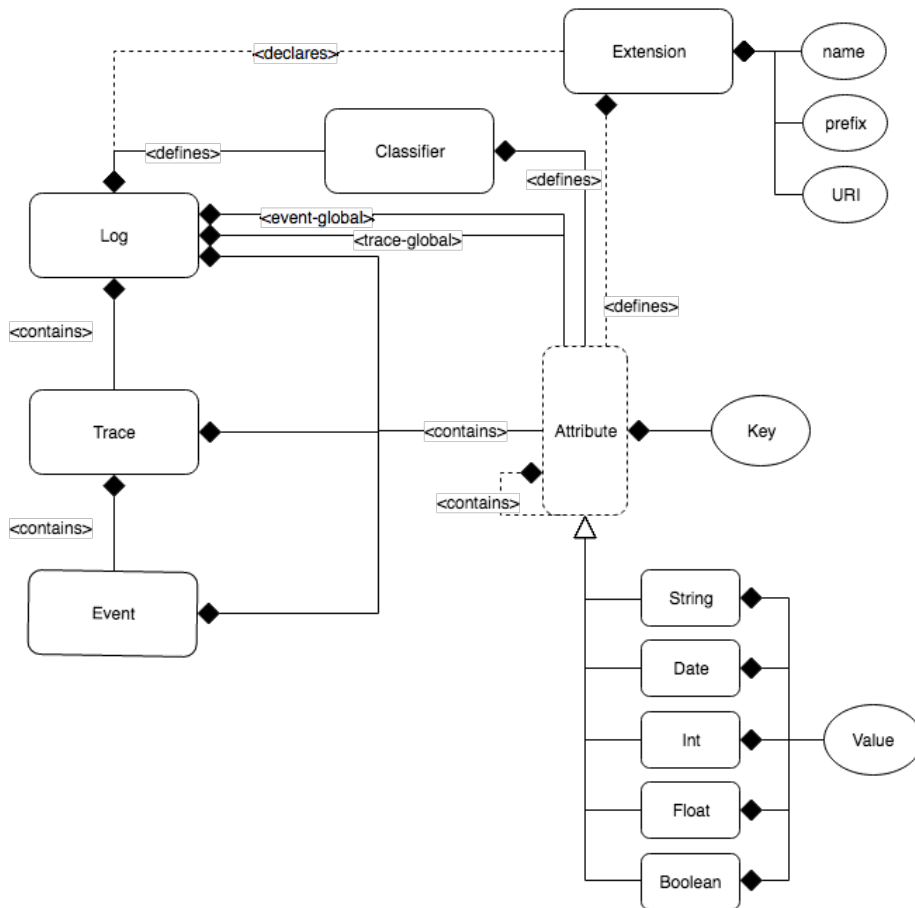 Extension
name
<declares>
prefix
Classifier
<defines>
<defines>
URI
<event-global>
Log
<trace-global>
<defines>
<contains>
Trace
<contains>
Attribute
Key
<contains>
<contains>
String
Event
Date
Int
Value
Float
Boolean